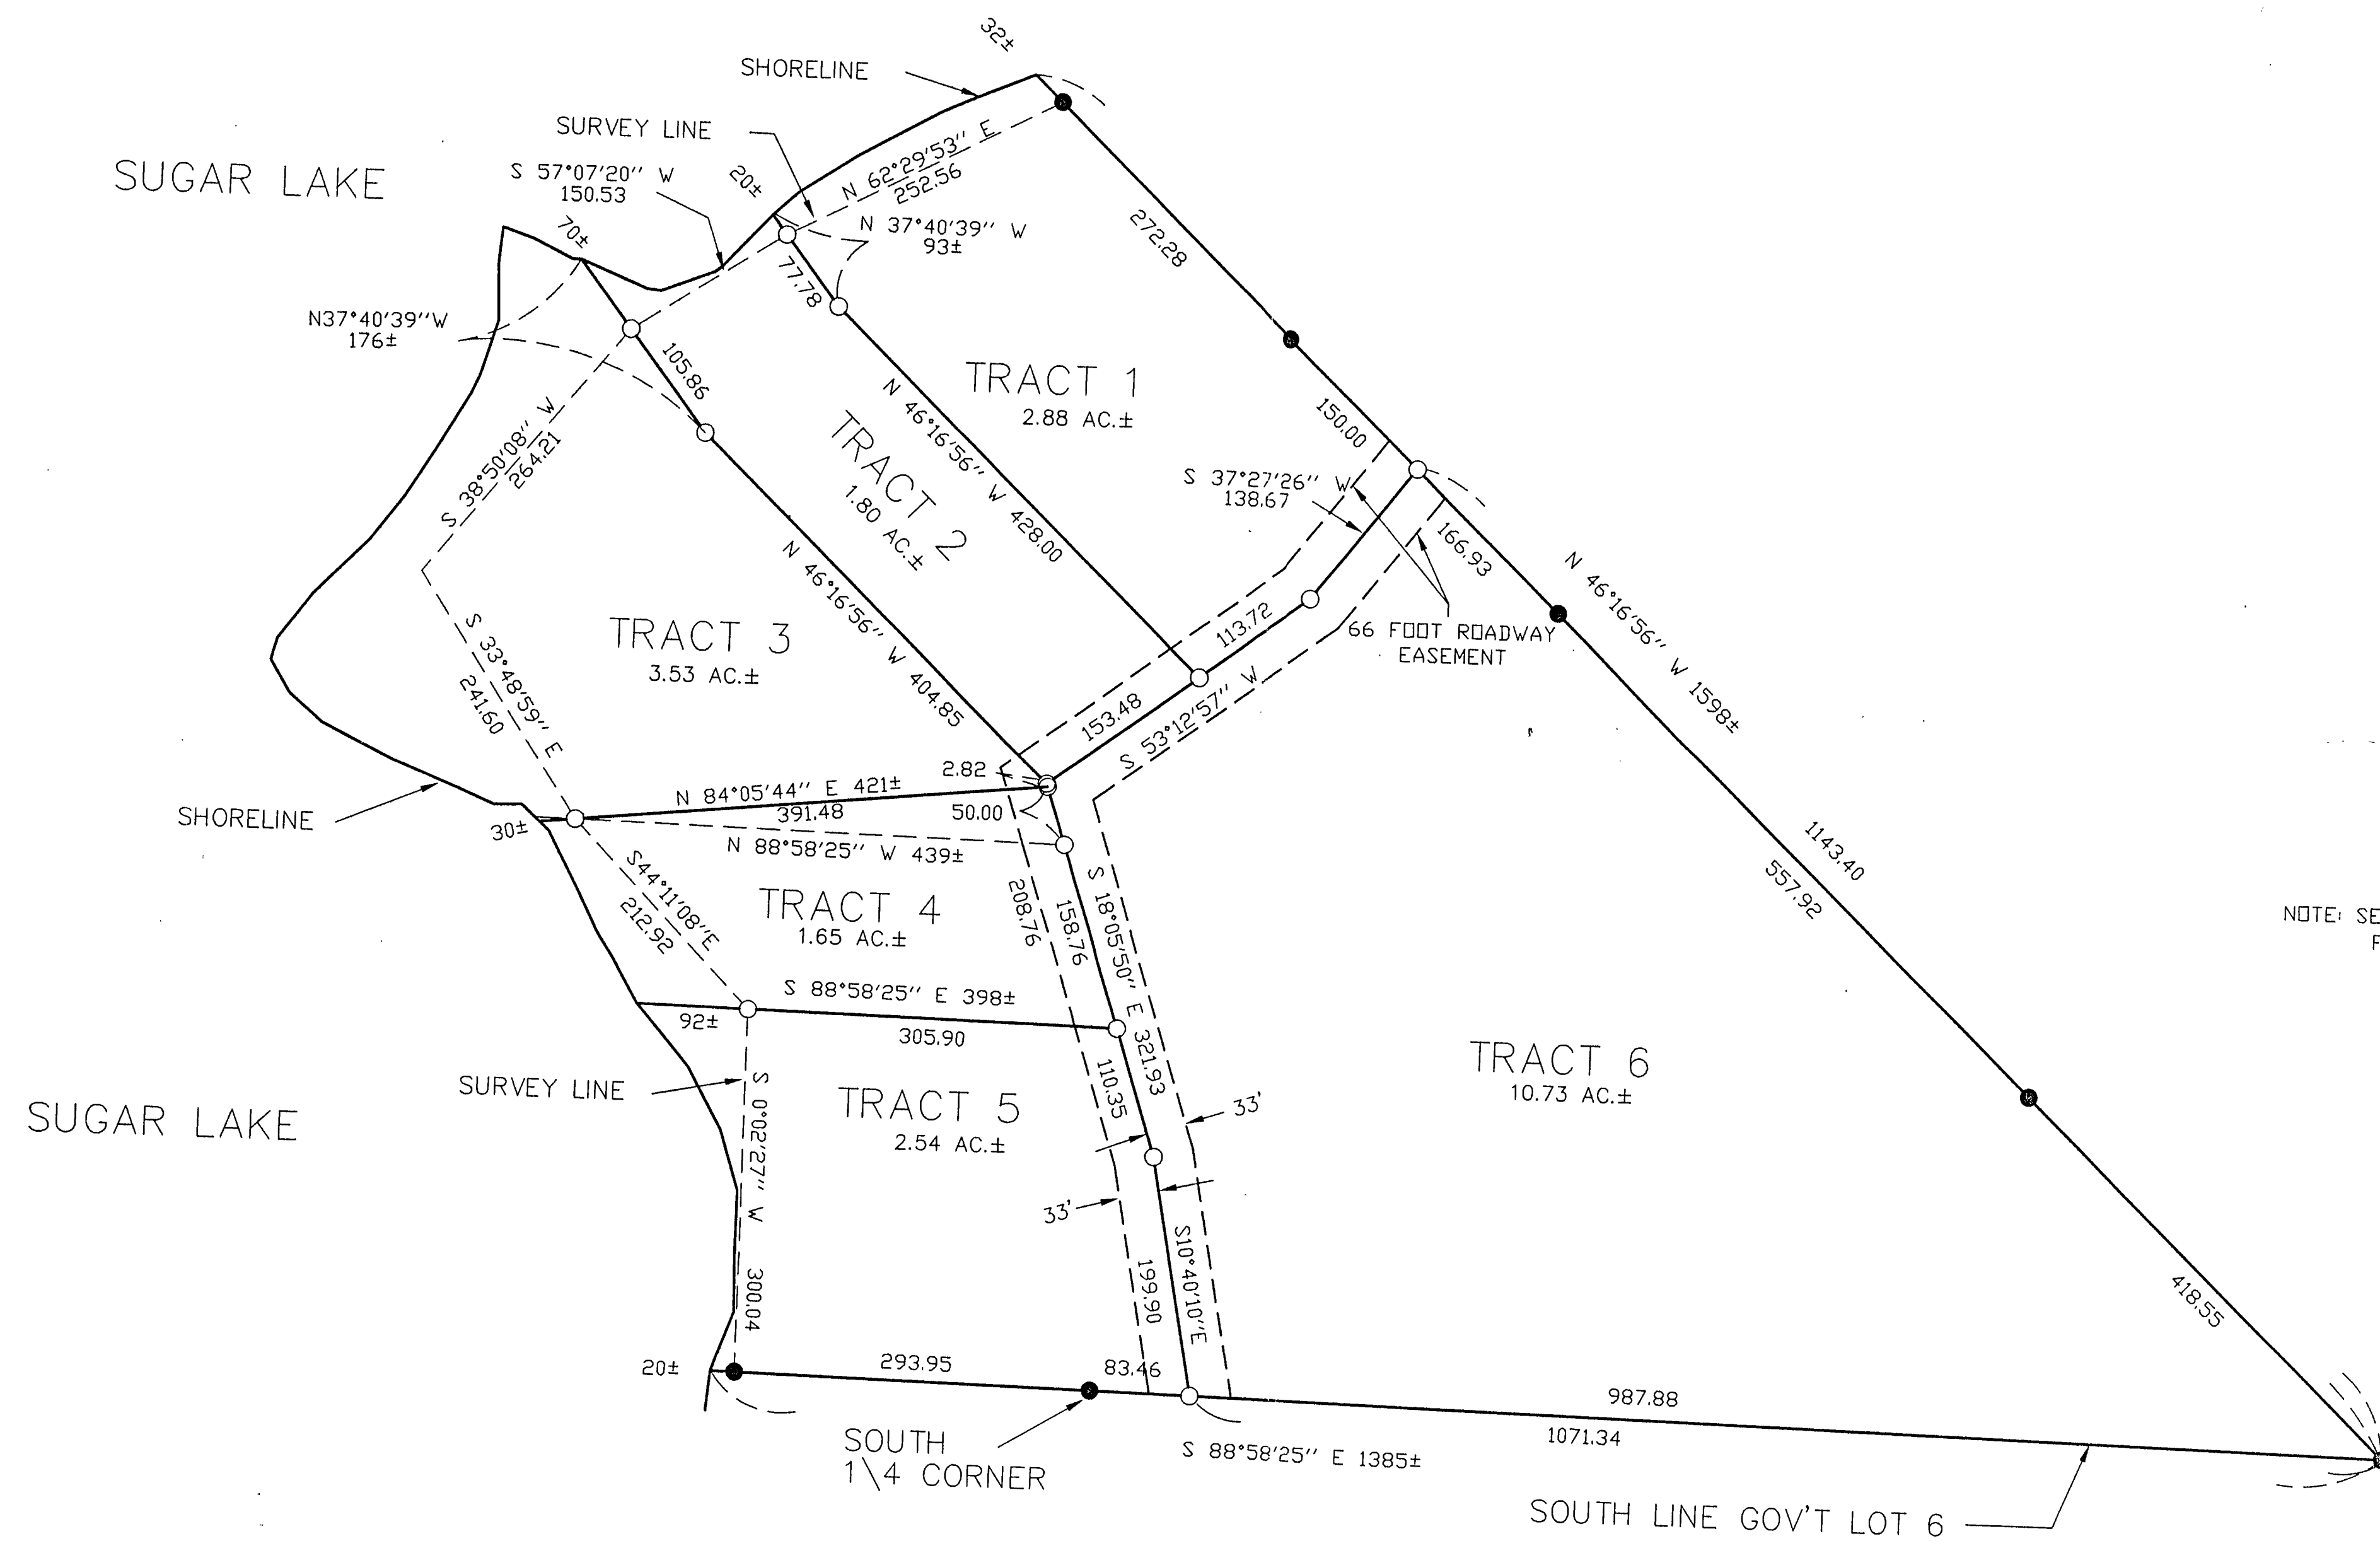 32±
SHORELINE
SURVEY LINE
SUGAR LAKE
S 57°07'20" W
150.53
20±
N 62°29'53" E
252.56
N 37°40'39" W
93±
70±
77.78
272.28
N37°40'39"W
176±
105.86
TRACT 1
2.88 AC.±
N 46°16'56" W 428.00
150.00
TRACT 2
1.80 AC.±
S 38°50'08" W
264.21
S 37°27'26" W
138.67
166.93
N 46°16'56" W 1598±
N 46°16'56" W 404.85
TRACT 3
3.53 AC.±
113.72
66 FOOT ROADWAY
EASEMENT
S 33°48'59" E
241.60
153.48
S 53°12'57" W
2.82
N 84°05'44" E 421±
391.48
50.00
SHORELINE
30±
N 88°58'25" W 439±
1143.40
557.92
S44°11'08"E
212.92
TRACT 4
1.65 AC.±
208.76
158.76
S 18°05'50" E 321.93
NOTE: SE
F
S 88°58'25" E 398±
92±
305.90
TRACT 6
10.73 AC.±
SURVEY LINE
SUGAR LAKE
TRACT 5
2.54 AC.±
110.35
33'
S 0°02'27" W 300.04
33'
199.90
S10°40'10"E
418.55
20±
293.95
83.46
987.88
1071.34
SOUTH
1\4 CORNER
S 88°58'25" E 1385±
SOUTH LINE GOV'T LOT 6